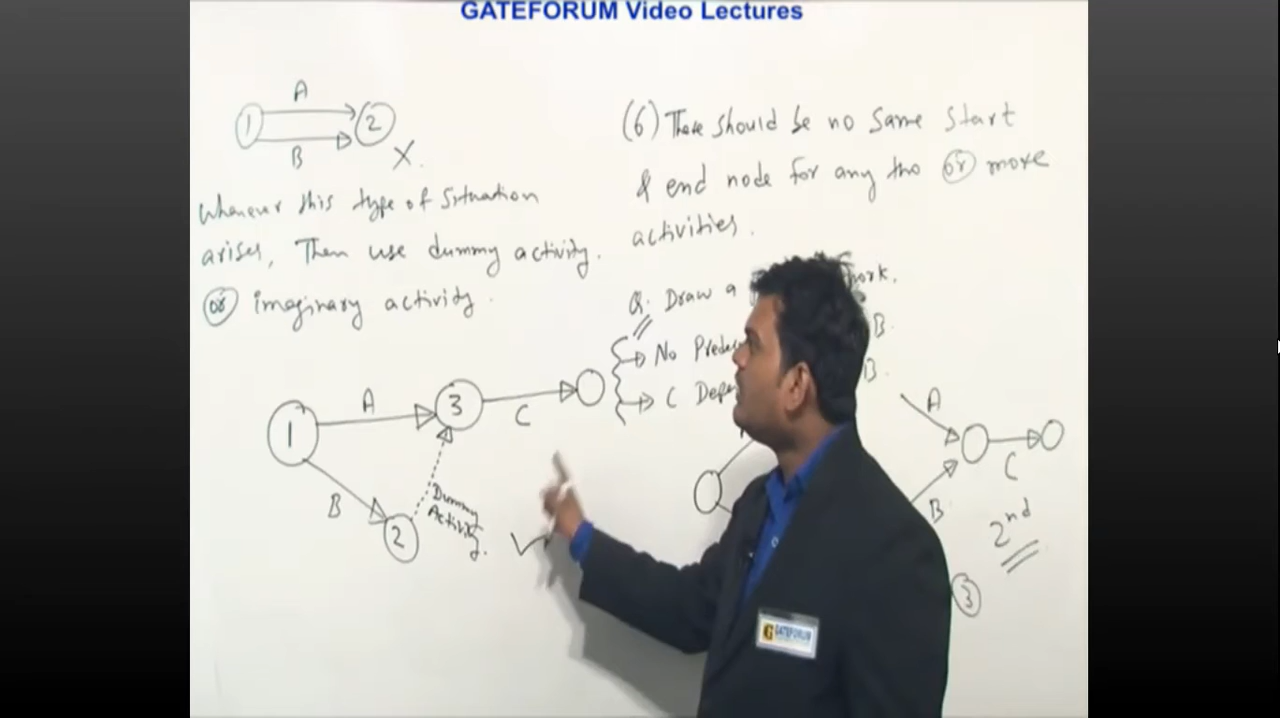 GATEFORUM Video Lectures
A
1
2
B
X.
Whenever this type of Situation
arises, Then use dummy activity.
or imaginary activity.
(6) There should be no same start
& end node for any two or more
activities.
Q. Draw a
No
C
B.
B.
1
A
3
C
B
2
Dummy
Activity.
A
C
B
2nd
3
GATEFORUM